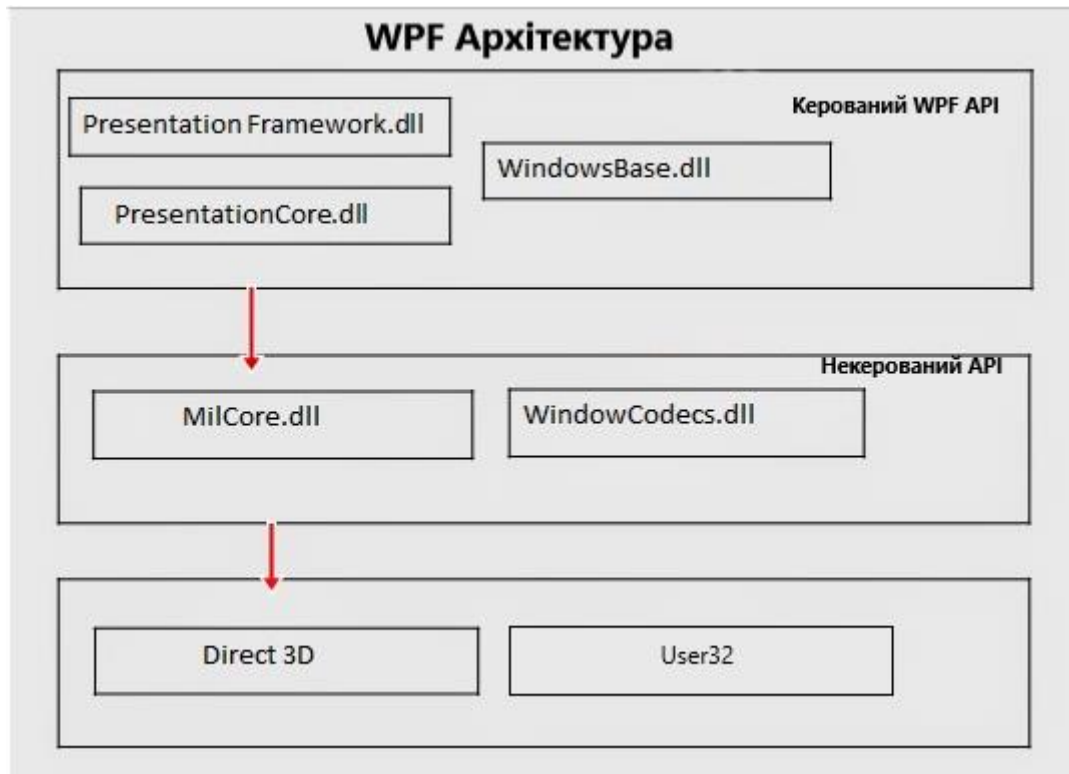 WPF Архітектура
Керований WPF API
Presentation Framework.dll
WindowsBase.dll
PresentationCore.dll
Некерований API
MilCore.dll
WindowCodecs.dll
Direct 3D
User32